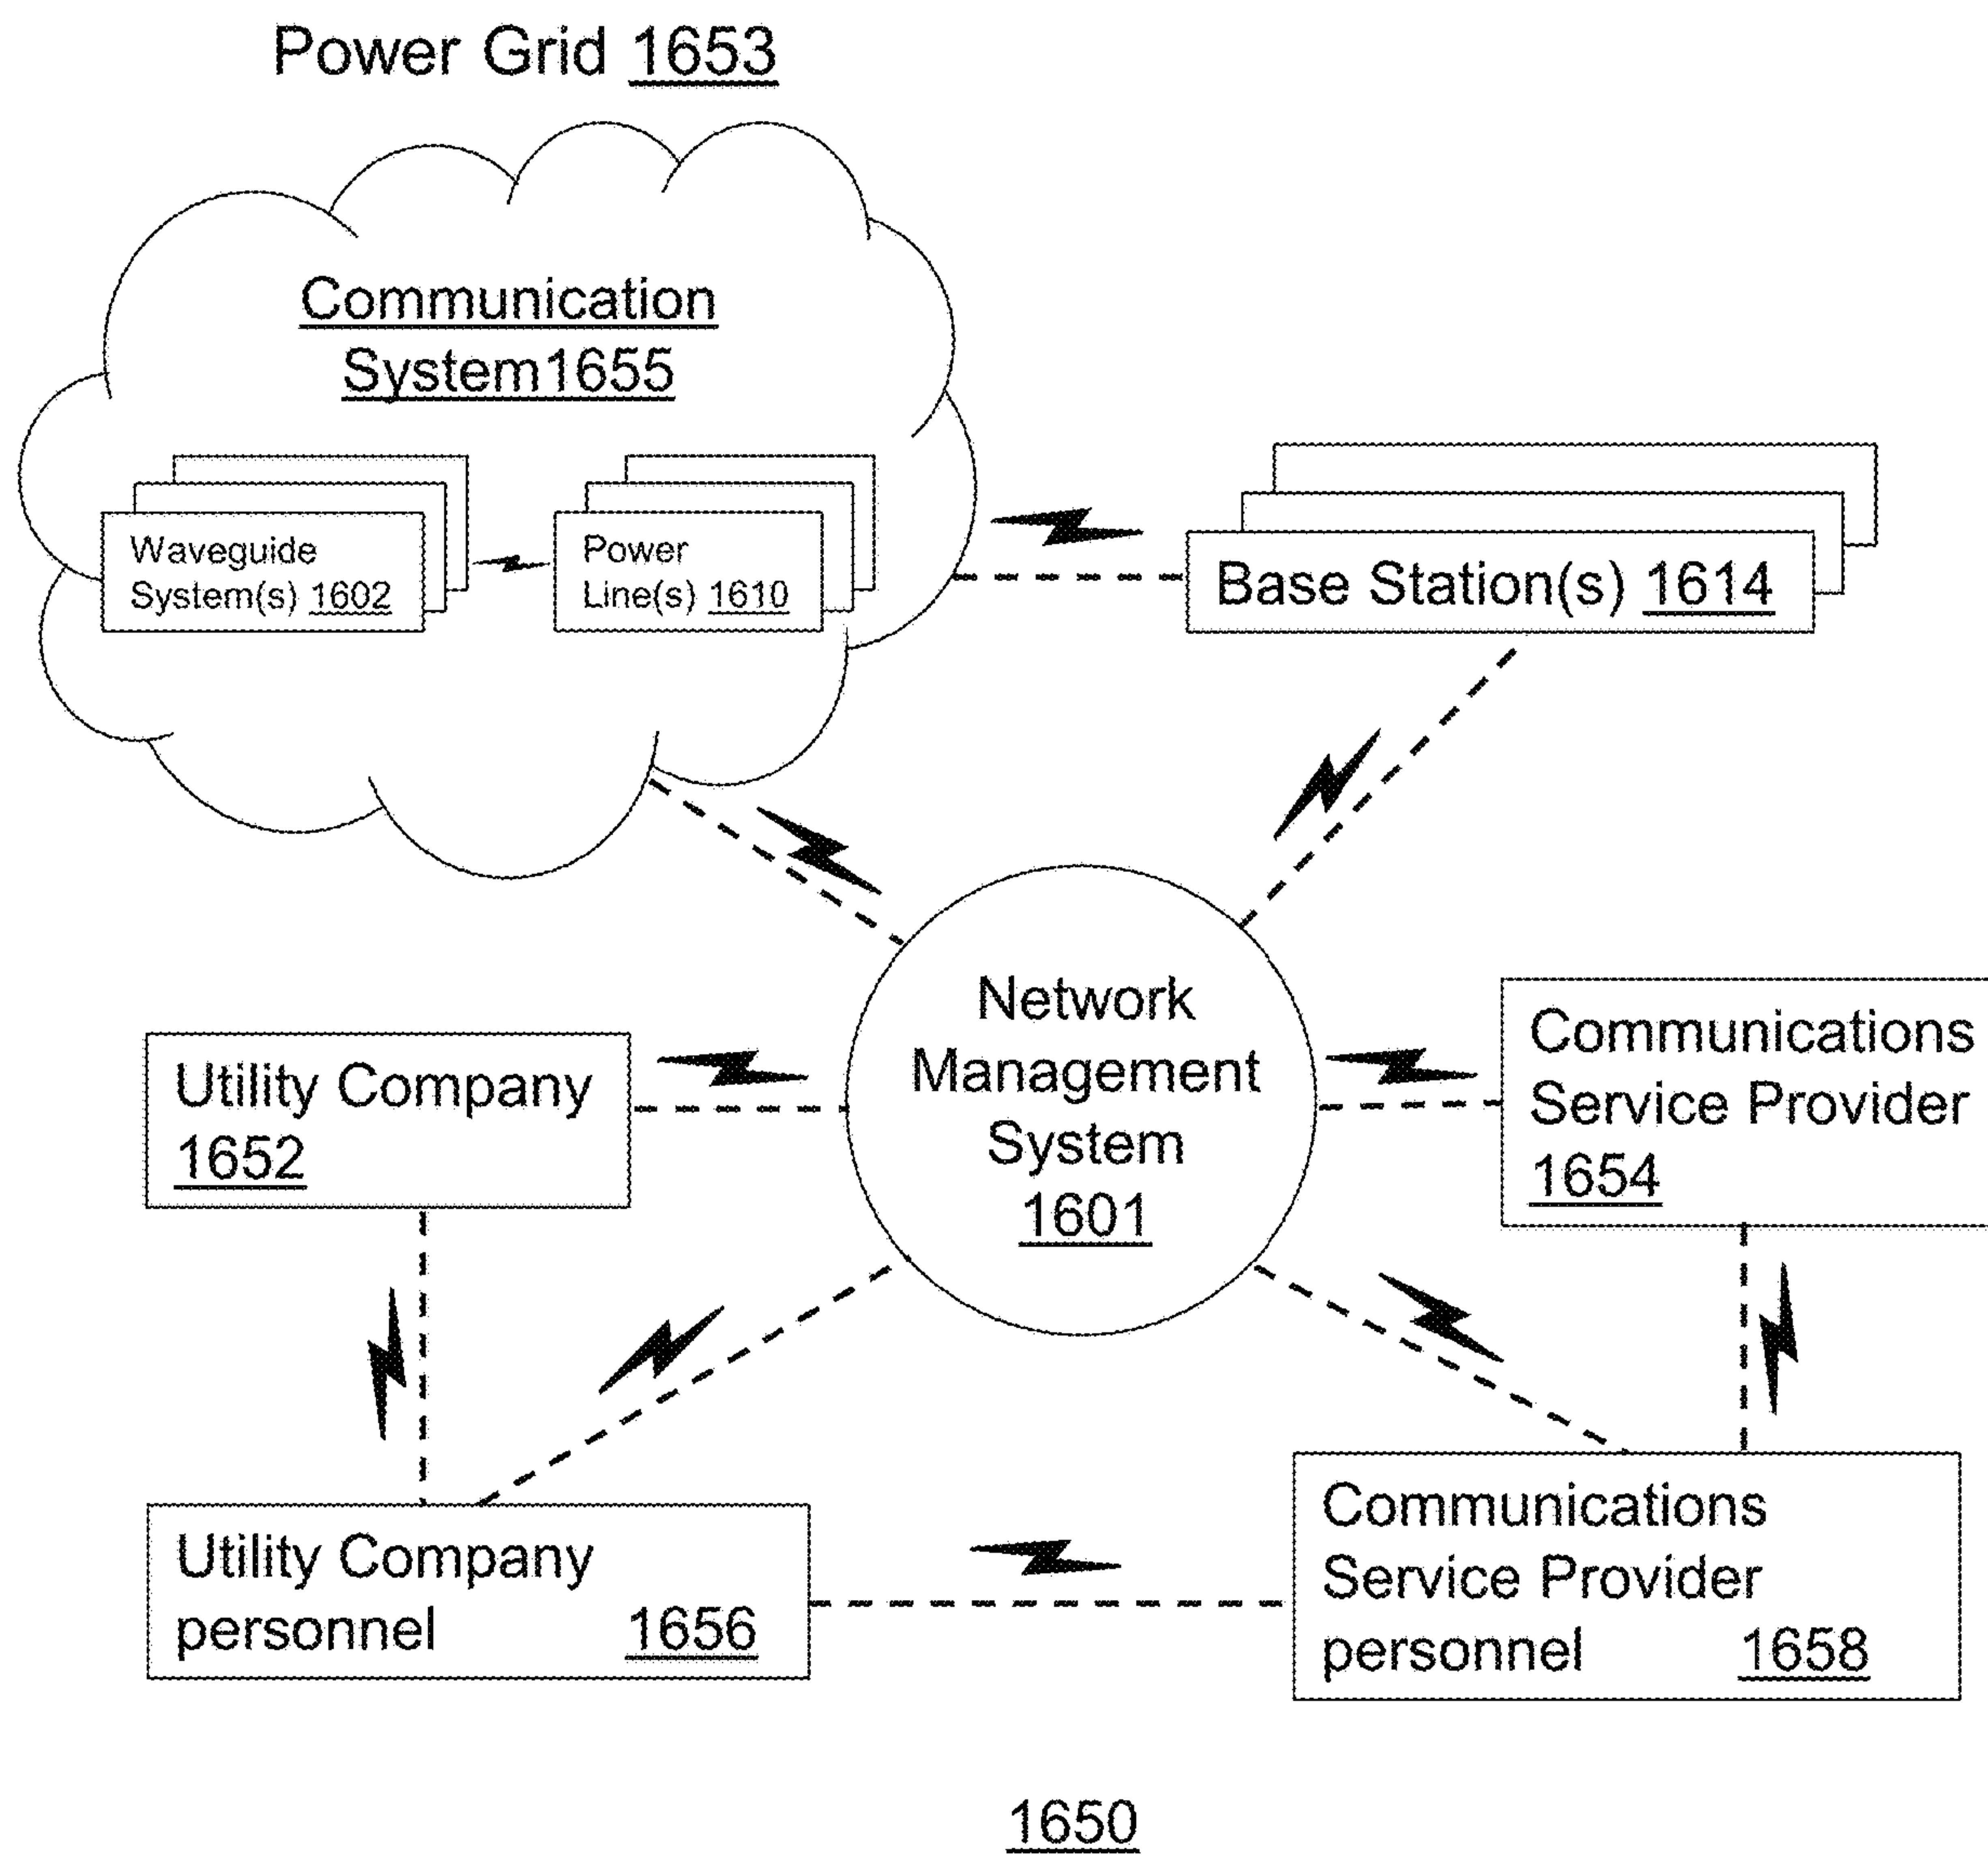 Power Grid 1653
Communication
System1655
Waveguide
System(s) 1602
Power
Line(s) 1610
Base Station(s) 1614
Network
Management
System
1601
Utility Company
1652
Communications
Service Provider
1654
Utility Company
personnel 1656
Communications
Service Provider
personnel 1658
1650